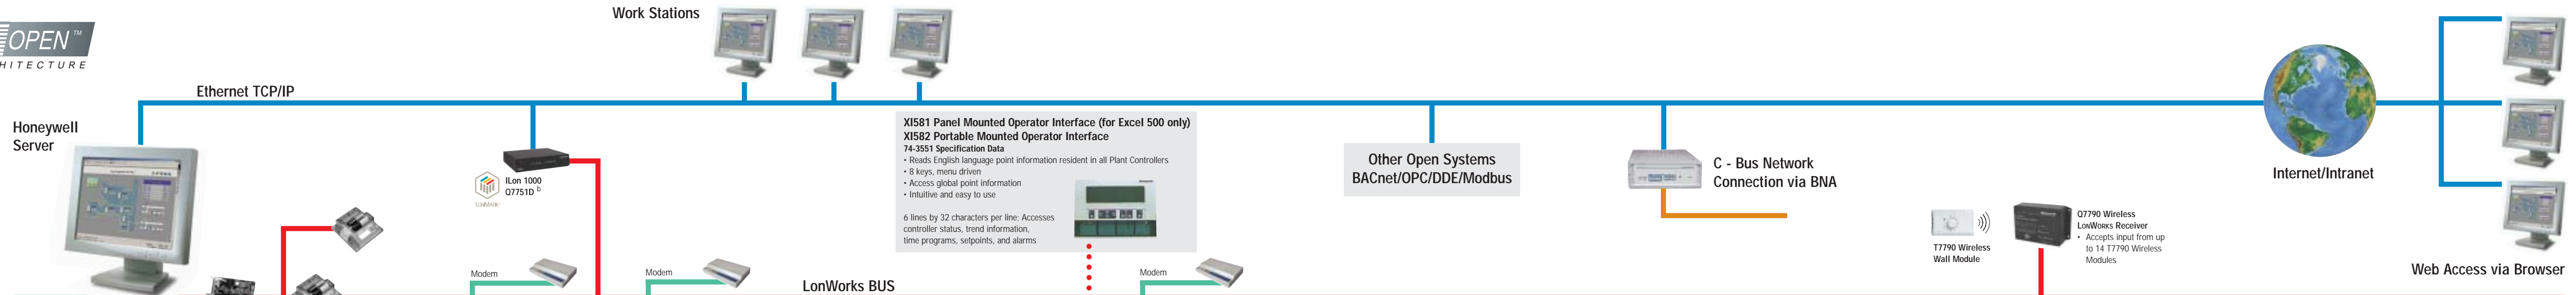 OPEN™
HITECTURE
Work Stations
Ethernet TCP/IP
Honeywell
Server
ILon 1000
Q7751D b
LONMARK
XI581 Panel Mounted Operator Interface (for Excel 500 only)
XI582 Portable Mounted Operator Interface
74-3551 Specification Data
• Reads English language point information resident in all Plant Controllers
• 8 keys, menu driven
• Access global point information
• Intuitive and easy to use
6 lines by 32 characters per line: Accesses
controller status, trend information,
time programs, setpoints, and alarms
Other Open Systems
BACnet/OPC/DDE/Modbus
C - Bus Network
Connection via BNA
Internet/Intranet
T7790 Wireless
Wall Module
Q7790 Wireless
LONWORKS Receiver
• Accepts input from up
to 14 T7790 Wireless
Modules
Web Access via Browser
Modem
Modem
Modem
LonWorks BUS